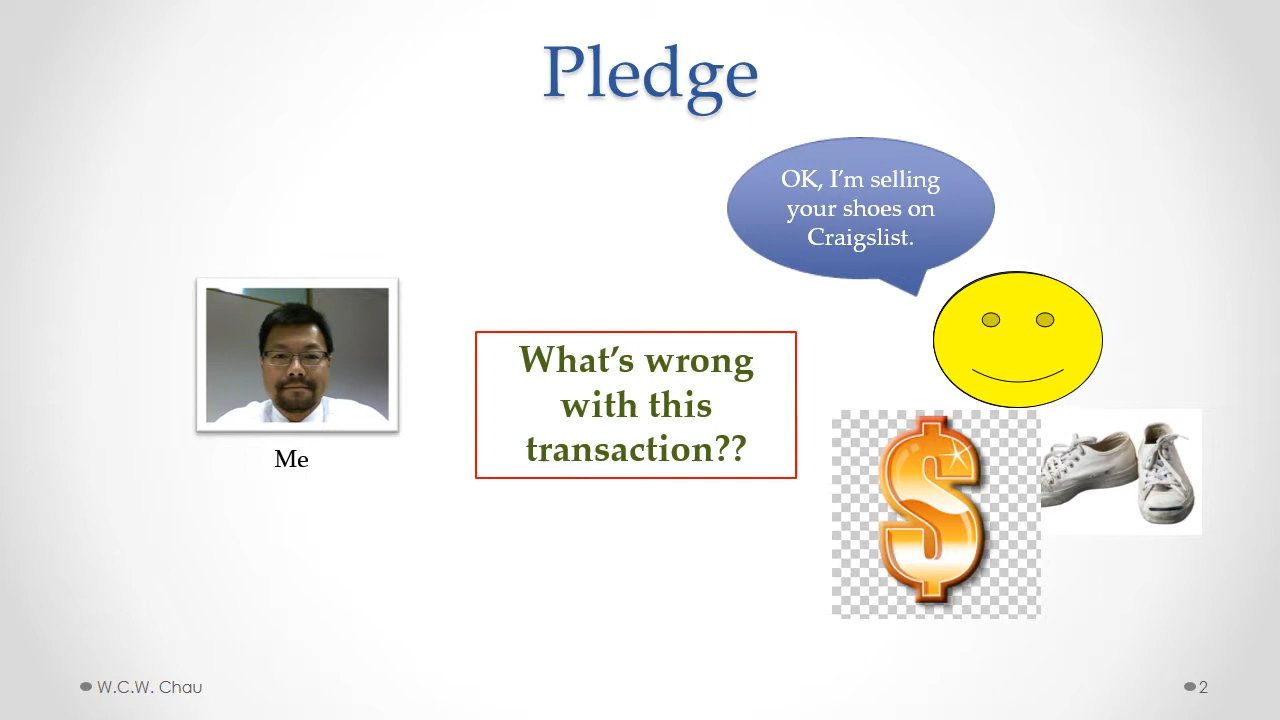 Pledge
OK, I'm selling
your shoes on
Craigslist.
What's wrong
with this
transaction??
Me
$
W.C.W. Chau
2